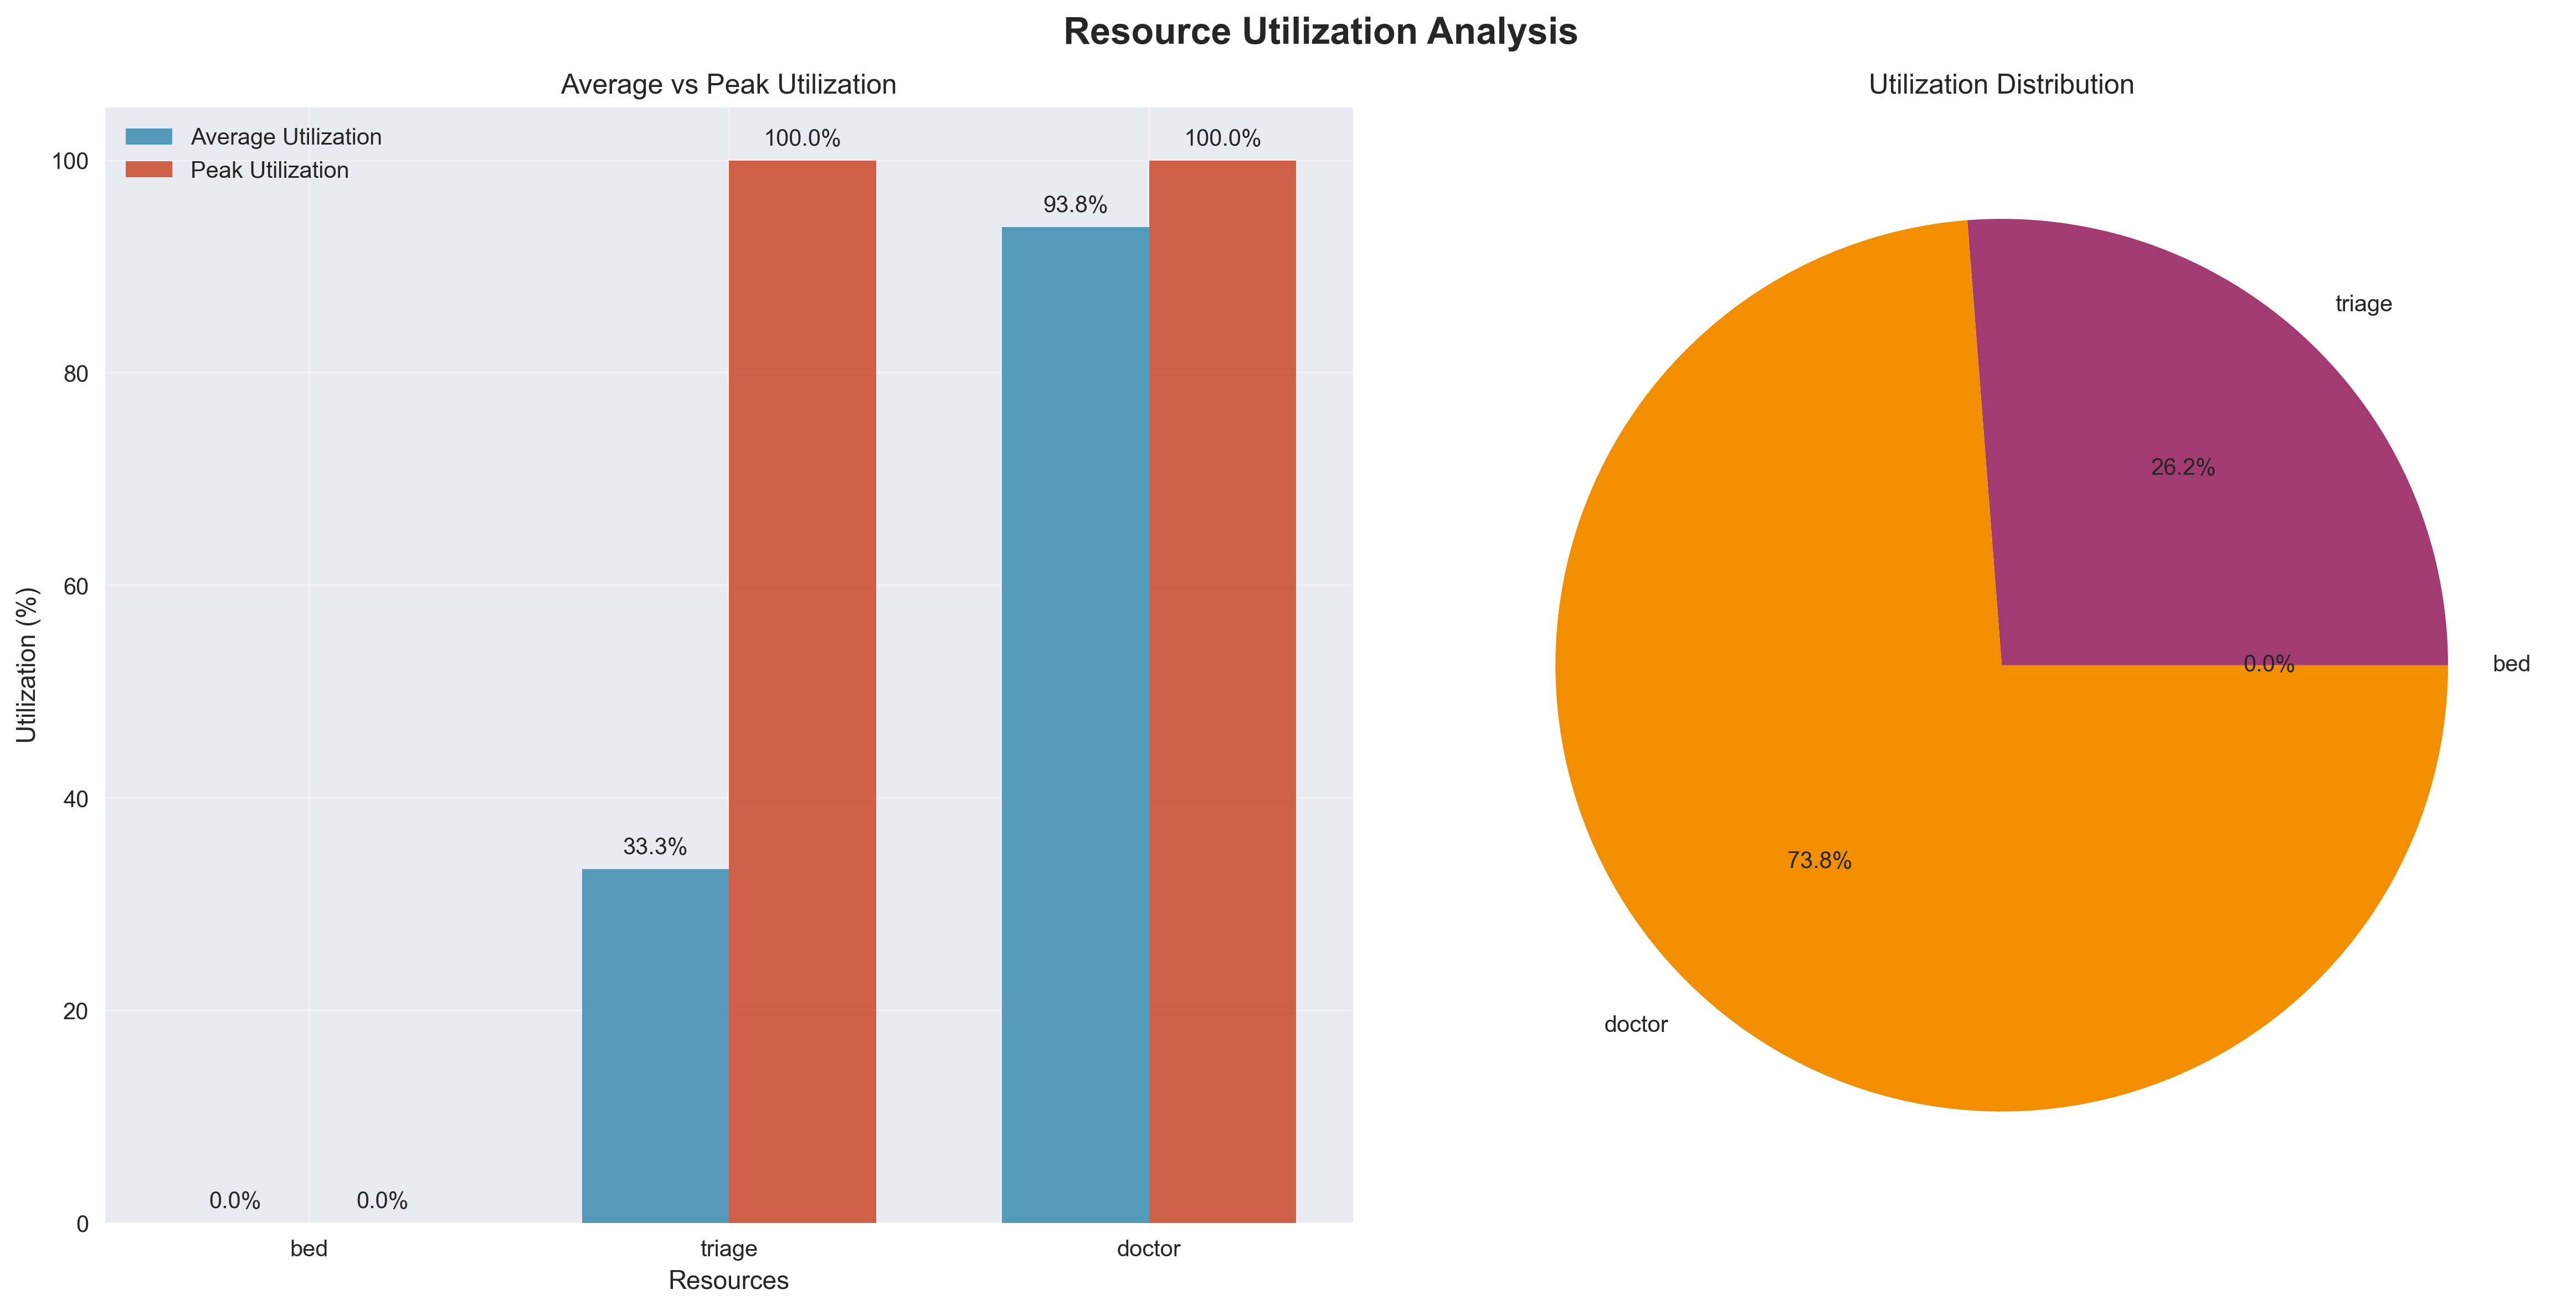 Resource Utilization Analysis
Average vs Peak Utilization
Average Utilization
Peak Utilization
Utilization (%)
100
80
60
40
20
0
0.0%
0.0%
33.3%
100.0%
93.8%
100.0%
bed
triage
doctor
Resources
Utilization Distribution
triage
26.2%
0.0%
bed
73.8%
doctor